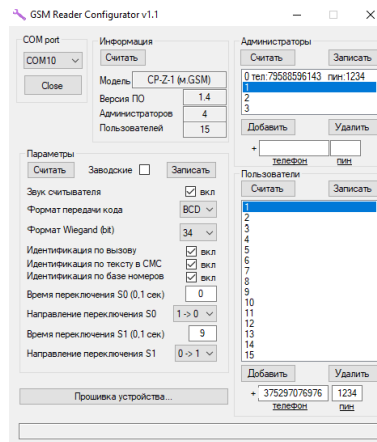 GSM Reader Configurator v1.1
COM port
COM10
Close
Информация
Считать
Модель CP-Z-1 (м.GSM)
Версия ПО 1.4
Администраторов 4
Пользователей 15
Параметры
Считать Заводские Записать
Звук считывателя вкл
Формат передачи кода BCD
Формат Wiegand (bit) 34
Идентификация по вызову вкл
Идентификация по тексту в СМС вкл
Идентификация по базе номеров вкл
Время переключения S0 (0,1 сек) 0
Направление переключения S0 1 -> 0
Время переключения S1 (0,1 сек) 9
Направление переключения S1 0 -> 1
Прошивка устройства...
Администраторы
Считать Записать
0 тел:79588596143 пин:1234
1
2
3
Добавить Удалить
+
телефон пин
Пользователи
Считать Записать
1
2
3
4
5
6
7
8
9
10
11
12
13
14
15
Добавить Удалить
+ 375297076976 1234
телефон пин